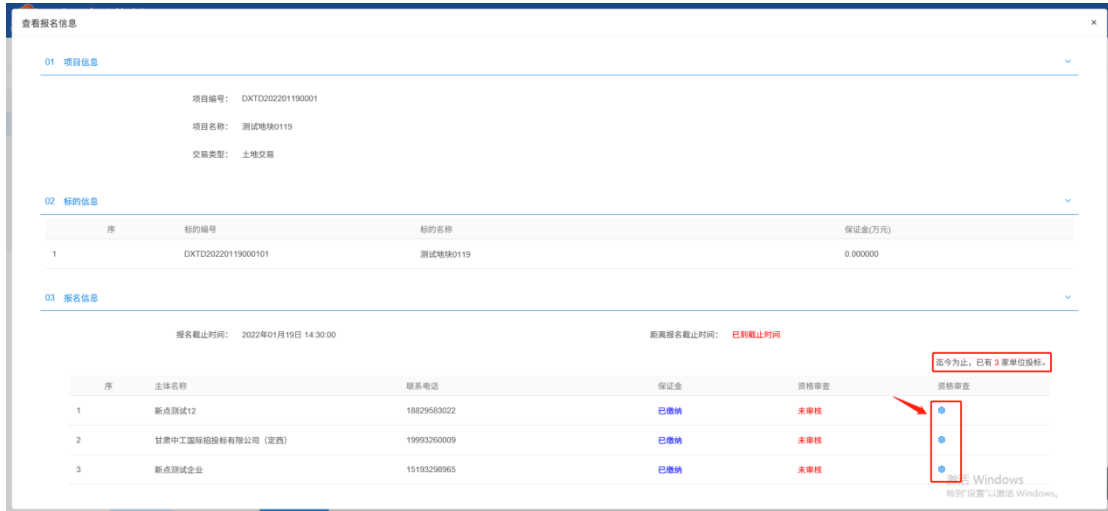 查看报名信息 ×
01 项目信息
项目编号： DXTD202201190001
项目名称： 测试地块0119
交易类型： 土地交易
02 标的信息
序 标的编号 标的名称 保证金(万元)
1 DXTD20220119000101 测试地块0119 0.000000
03 报名信息
报名截止时间： 2022年01月19日 14:30:00 距离报名截止时间： 已到截止时间
迄今为止，已有 3 家单位投标。
序 主体名称 联系电话 保证金 资格审查 资格审查
1 新点测试12 18829583022 已缴纳 未审核
2 甘肃中工国际招投标有限公司（定西） 19993260009 已缴纳 未审核
3 新点测试企业 15193298965 已缴纳 未审核
激活 Windows
转到"设置"以激活 Windows。